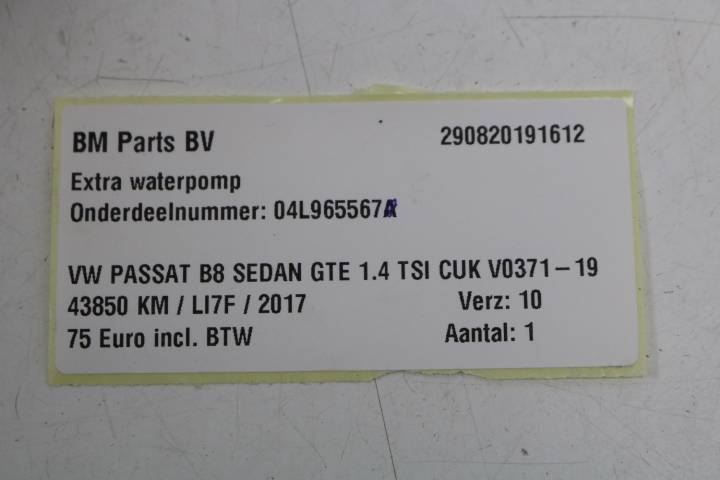 BM Parts BV 290820191612
Extra waterpomp
Onderdeelnummer: 04L965567A
VW PASSAT B8 SEDAN GTE 1.4 TSI CUK V0371-19
43850 KM / LI7F / 2017 Verz: 10
75 Euro incl. BTW Aantal: 1